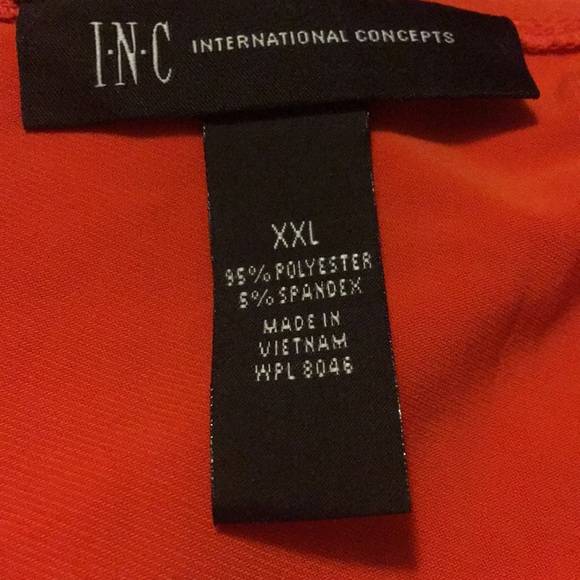 I·N·C INTERNATIONAL CONCEPTS
XXL
95% POLYESTER
5% SPANDEX
MADE IN
VIETNAM
WPL 8046